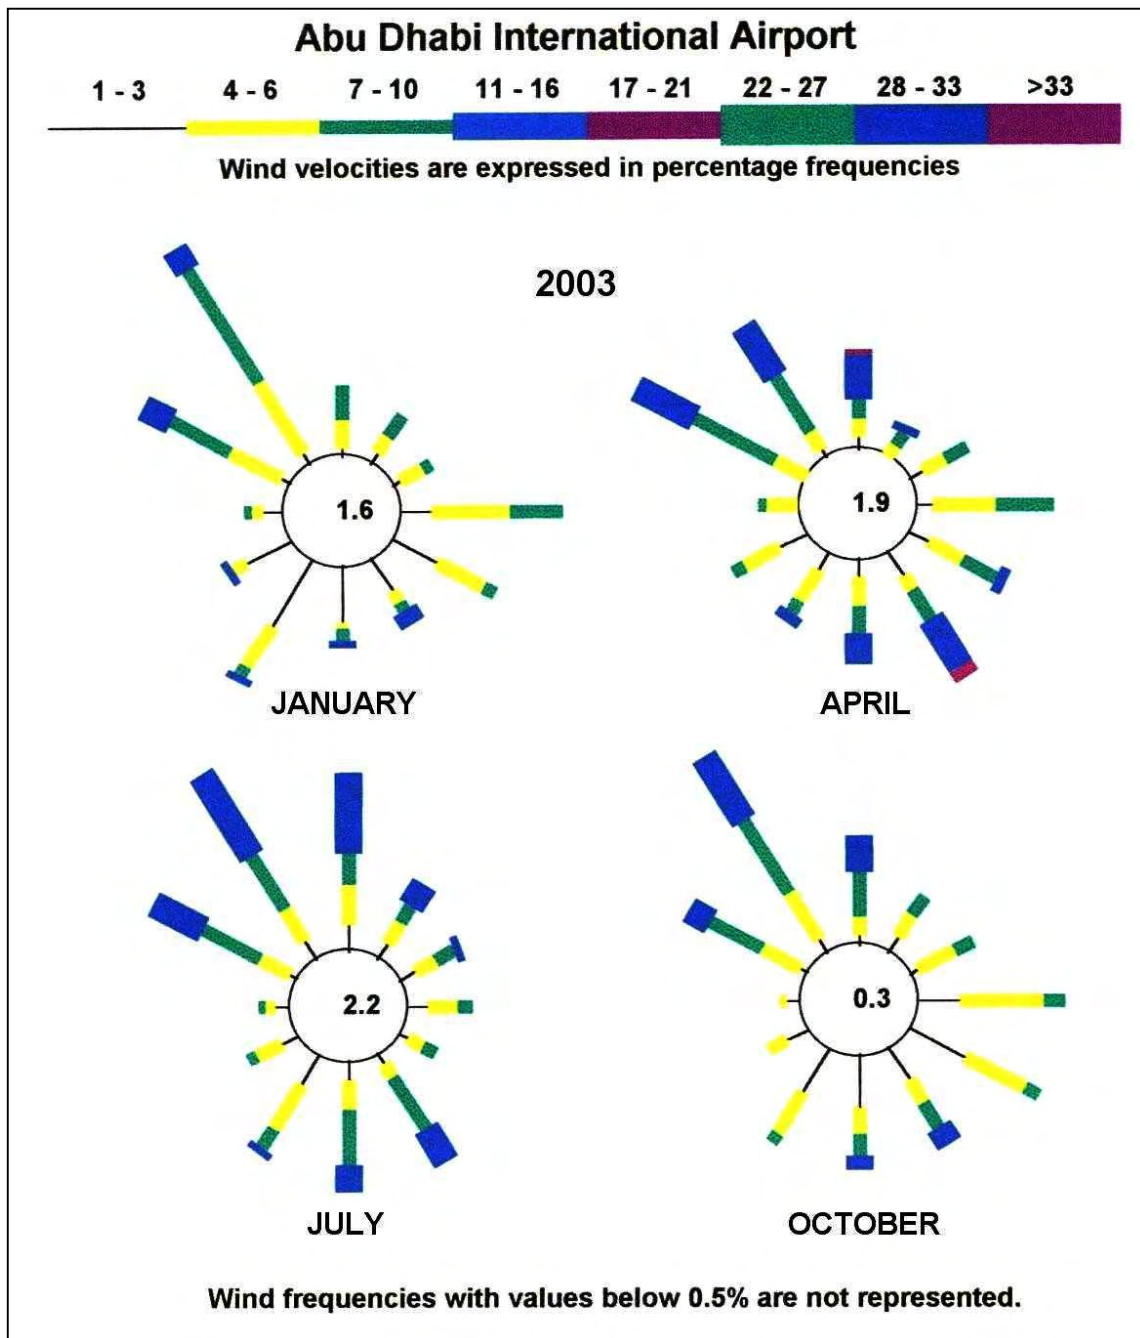 Abu Dhabi International Airport
1 - 3 4 - 6 7 - 10 11 - 16 17 - 21 22 - 27 28 - 33 >33
Wind velocities are expressed in percentage frequencies
2003
1.6 1.9
JANUARY APRIL
2.2 0.3
JULY OCTOBER
Wind frequencies with values below 0.5% are not represented.